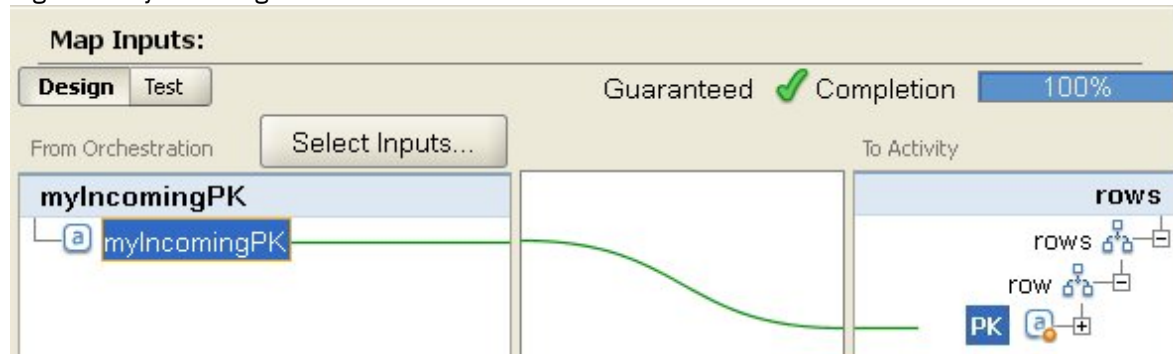 Map Inputs:
Design Test Guaranteed Completion 100%
From Orchestration Select Inputs... To Activity
myIncomingPK rows
a myIncomingPK rows
row
PK a